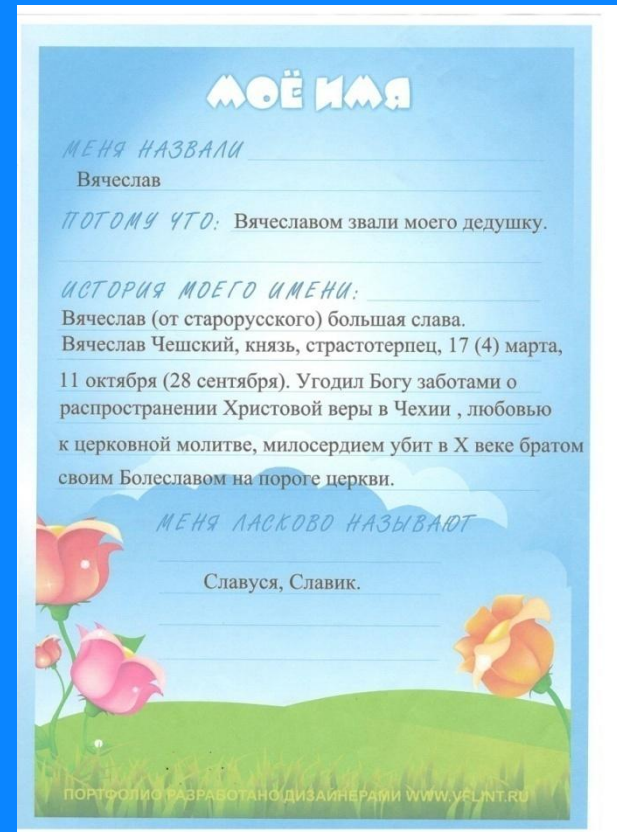 МОЁ ИМЯ
МЕНЯ НАЗВАЛИ
Вячеслав
ПОТОМУ ЧТО: Вячеславом звали моего дедушку.
ИСТОРИЯ МОЕГО ИМЕНИ:
Вячеслав (от старорусского) большая слава.
Вячеслав Чешский, князь, страстотерпец, 17 (4) марта,
11 октября (28 сентября). Угодил Богу заботами о
распространении Христовой веры в Чехии , любовью
к церковной молитве, милосердием убит в X веке братом
своим Болеславом на пороге церкви.
МЕНЯ ЛАСКОВО НАЗЫВАЮТ
Славуся, Славик.
ПОРТФОЛИО РАЗРАБОТАНО ДИЗАЙНЕРАМИ WWW.VFLINT.RU